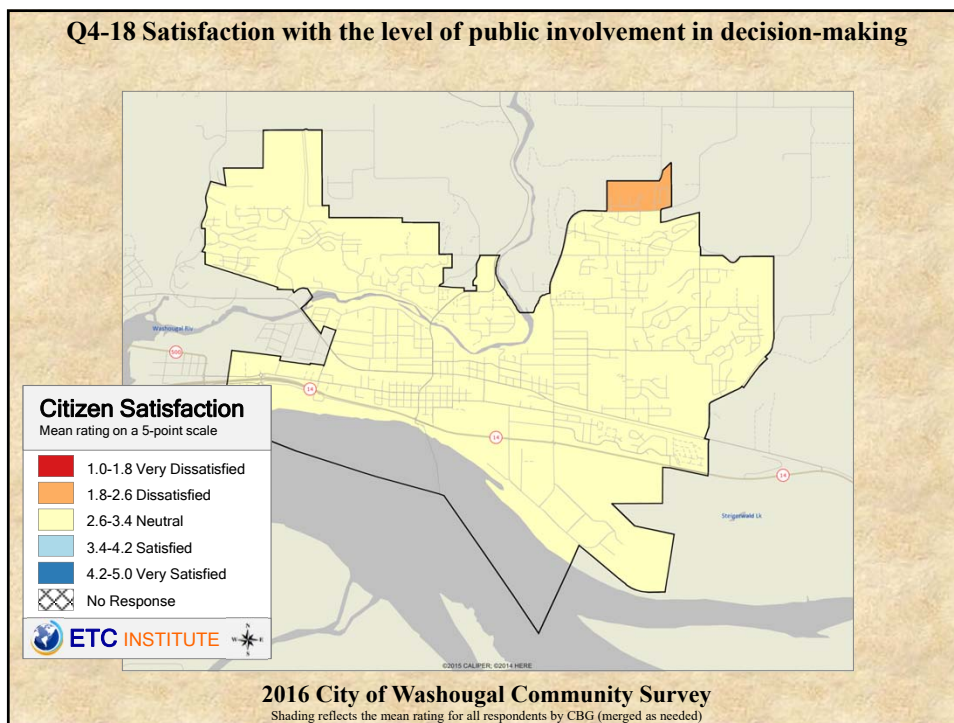 Q4-18 Satisfaction with the level of public involvement in decision-making
Washougal Riv
500
14
14
14
Steigerwald Lk
Citizen Satisfaction
Mean rating on a 5-point scale
1.0-1.8 Very Dissatisfied
1.8-2.6 Dissatisfied
2.6-3.4 Neutral
3.4-4.2 Satisfied
4.2-5.0 Very Satisfied
No Response
ETC INSTITUTE
N
W E
S
©2015 CALIPER; ©2014 HERE
2016 City of Washougal Community Survey
Shading reflects the mean rating for all respondents by CBG (merged as needed)